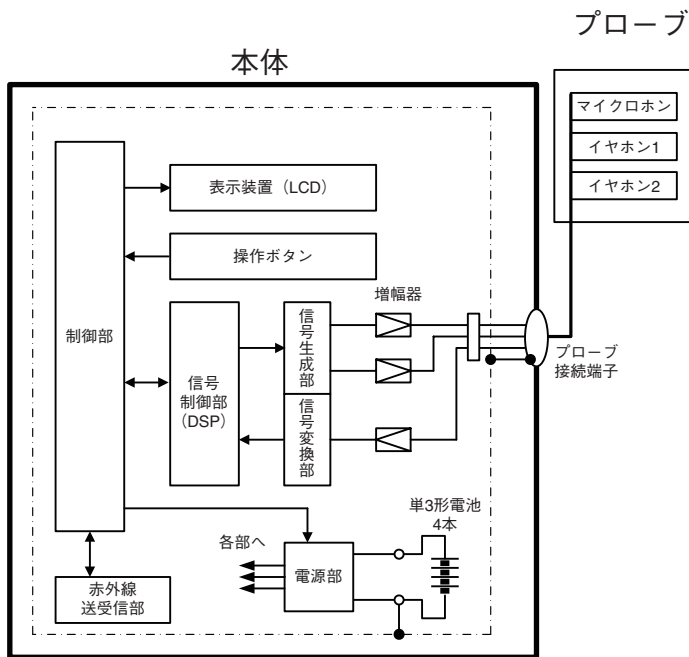 プローブ
本体
マイクロホン
イヤホン1
イヤホン2
表示装置（LCD）
操作ボタン
増幅器
制御部
信号
制御部
（DSP）
信号生成部
信号変換部
プローブ
接続端子
単3形電池
4本
各部へ
電源部
赤外線
送受信部